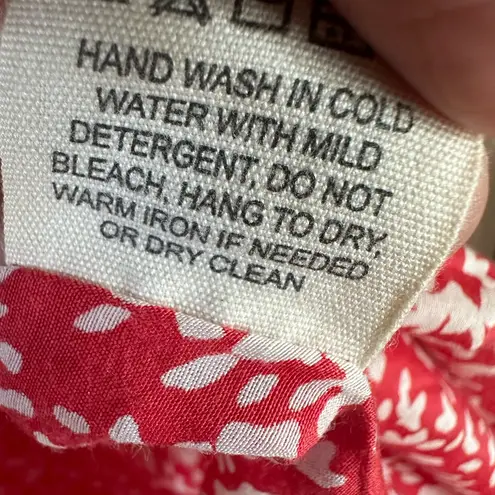 HAND WASH IN COLD
WATER WITH MILD
DETERGENT, DO NOT
BLEACH, HANG TO DRY,
WARM IRON IF NEEDED
OR DRY CLEAN